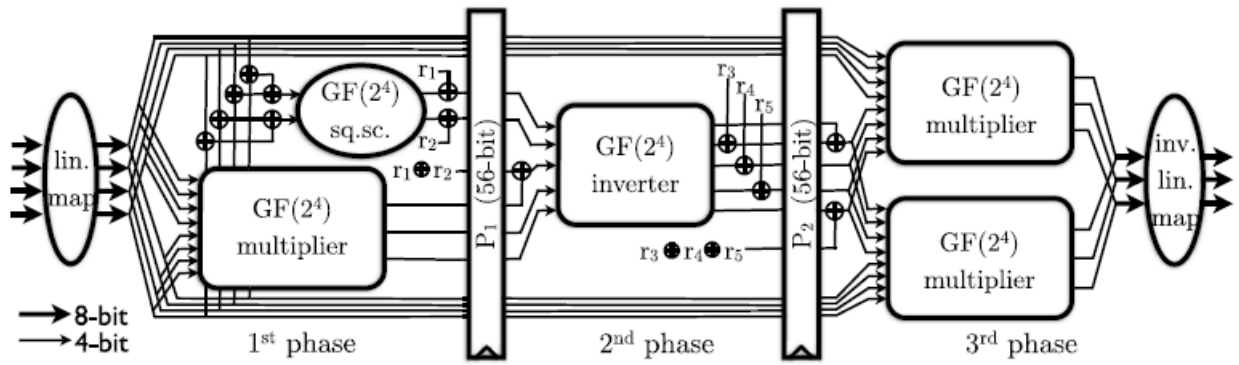 lin.
map
r₁
GF(2⁴)
sq.sc.
r₂
r₁ ⊕ r₂
GF(2⁴)
multiplier
8-bit
4-bit
1ˢᵗ phase
P₁ (56-bit)
GF(2⁴)
inverter
r₃
r₄
r₅
r₃ ⊕ r₄ ⊕ r₅
2ⁿᵈ phase
P₂ (56-bit)
GF(2⁴)
multiplier
GF(2⁴)
multiplier
3ʳᵈ phase
inv.
lin.
map